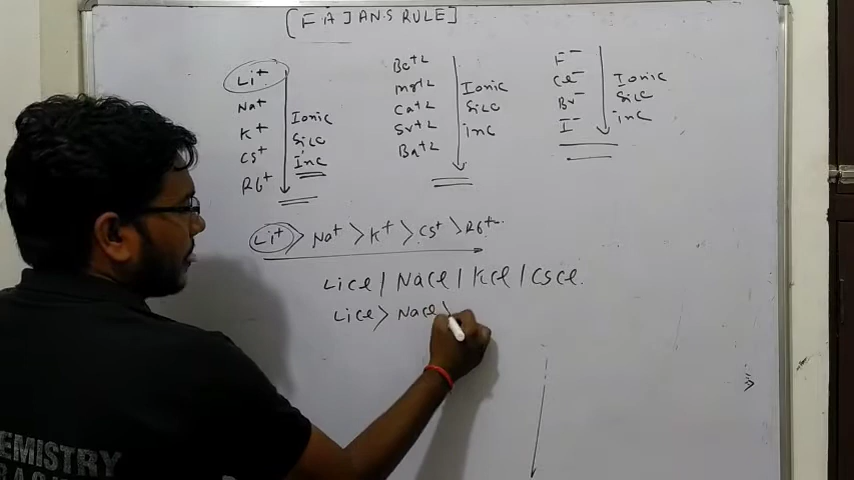 [FAJANS RULE]
Li+
Na+
K+
Cs+
Rb+
Ionic
Size
Inc
Be+2
Mg+2
Ca+2
Sr+2
Ba+2
Ionic
Size
inc
F-
Cl-
Br-
I-
Ionic
Size
inc
Li+ > Na+ > K+ > Cs+ > Rb+
LiCl | NaCl | KCl | CsCl.
LiCl > NaCl >
CHEMISTRY